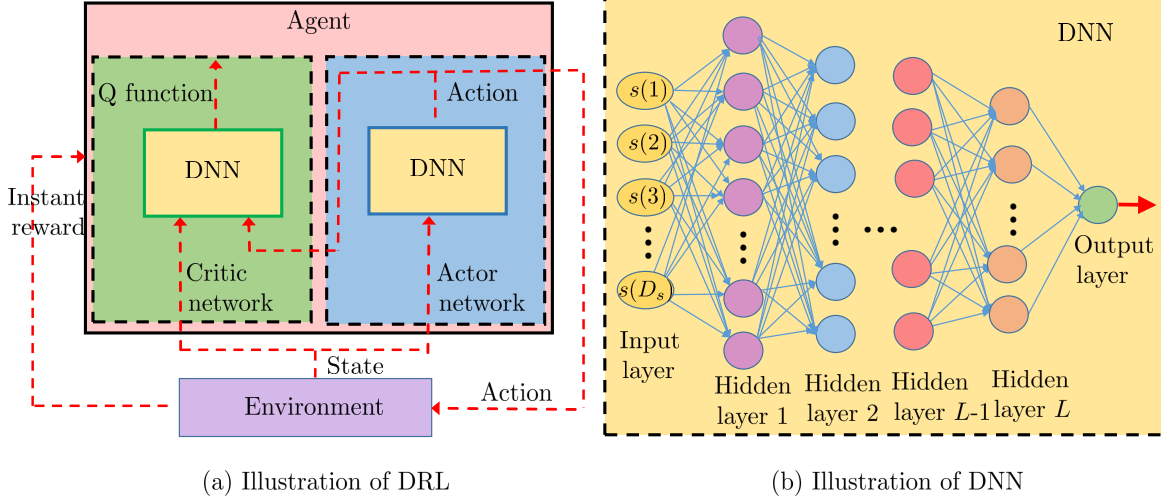 Agent
Q function
Action
DNN
DNN
Instant
reward
Critic
network
Actor
network
State
Environment
Action
(a) Illustration of DRL
DNN
s(1)
s(2)
s(3)
s(D_s)
Input
layer
Hidden
layer 1
Hidden
layer 2
Hidden
layer L-1
Hidden
layer L
Output
layer
(b) Illustration of DNN